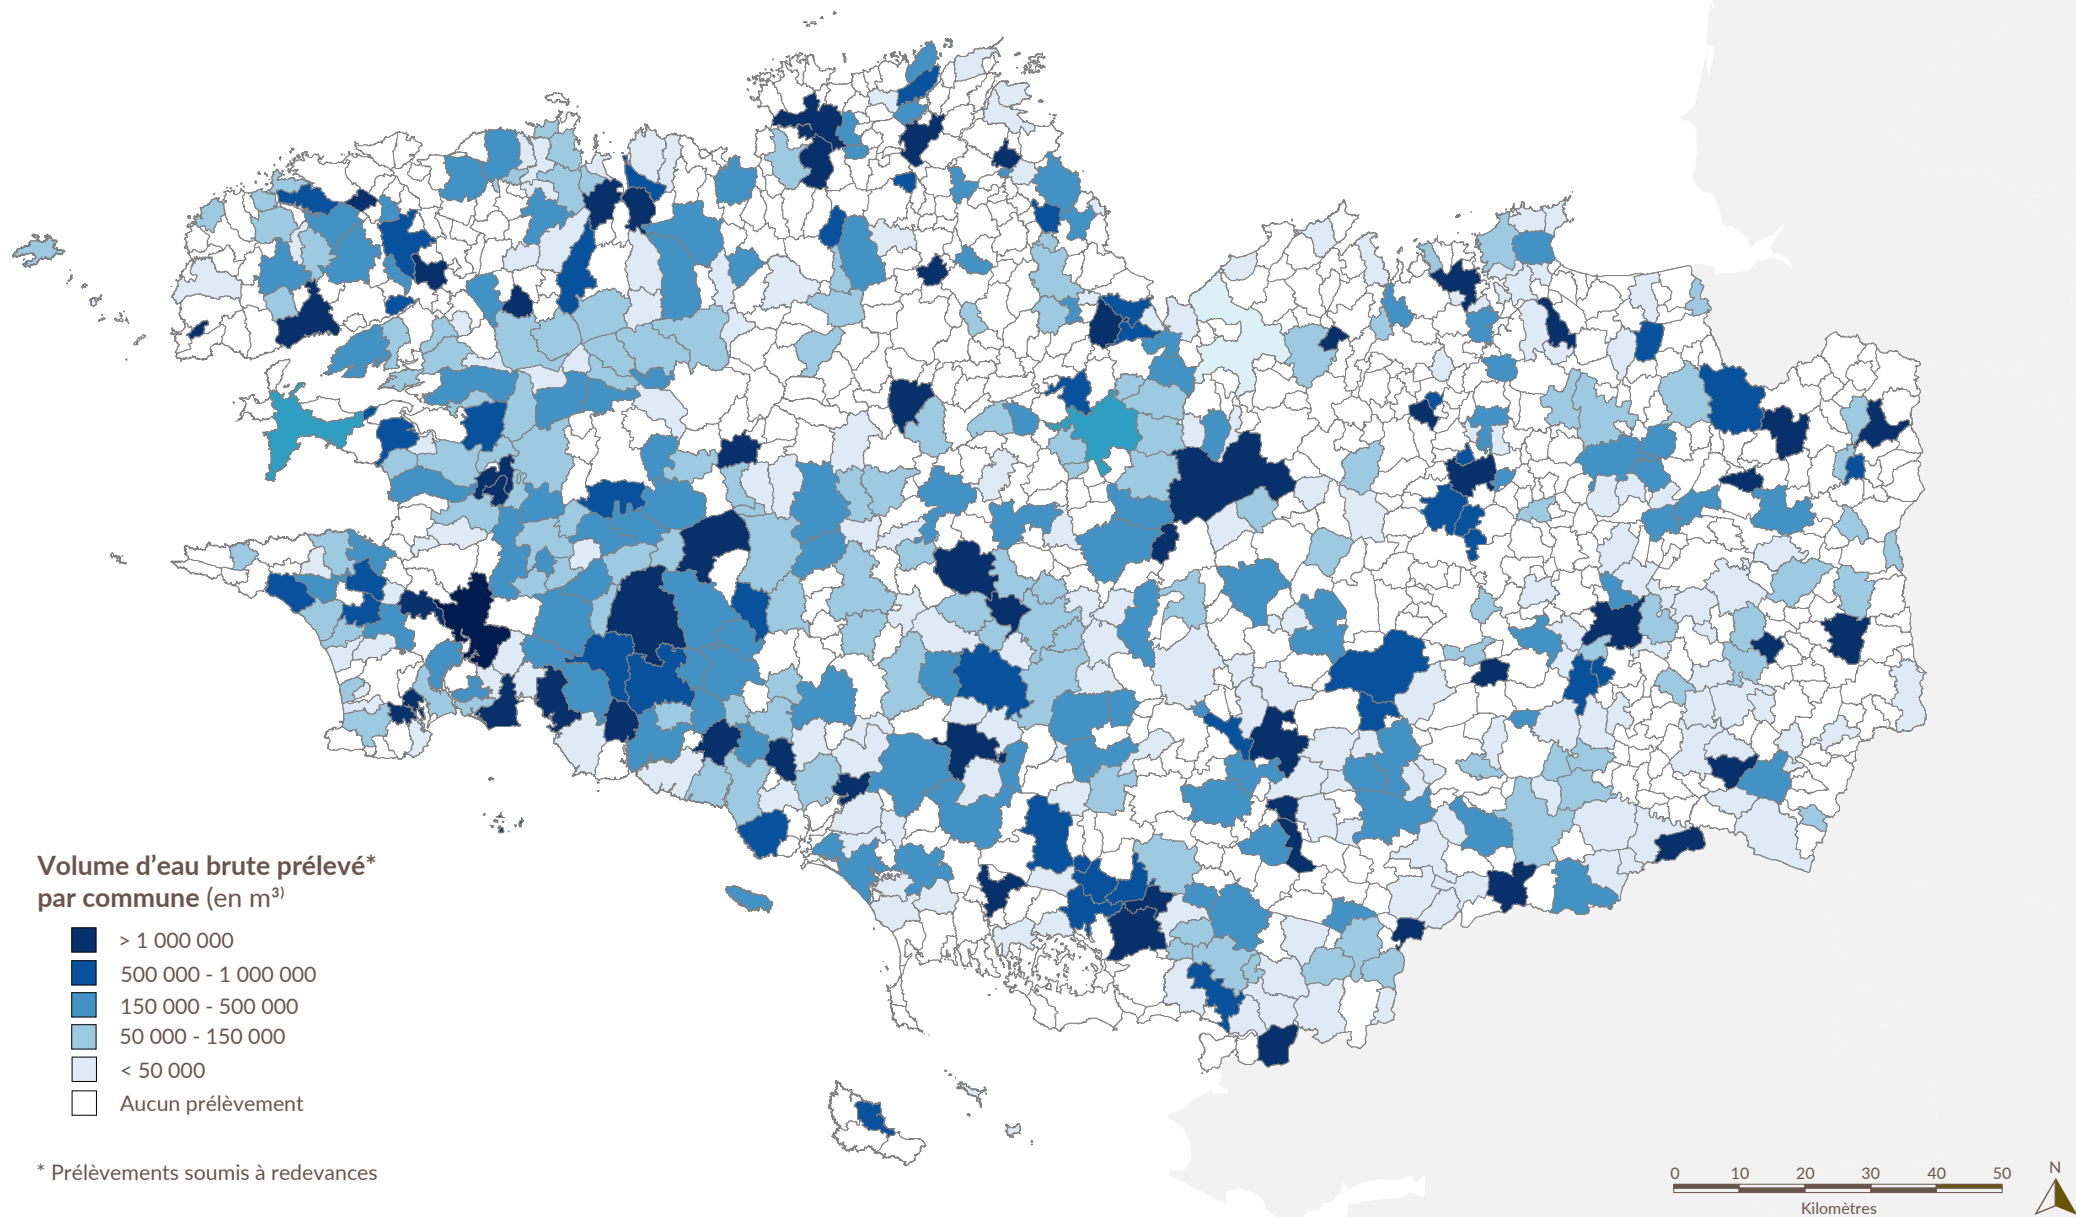 Volume d’eau brute prélevé*
par commune (en m³⁾
> 1 000 000
500 000 - 1 000 000
150 000 - 500 000
50 000 - 150 000
< 50 000
Aucun prélèvement
* Prélèvements soumis à redevances
0 10 20 30 40 50
Kilomètres
N